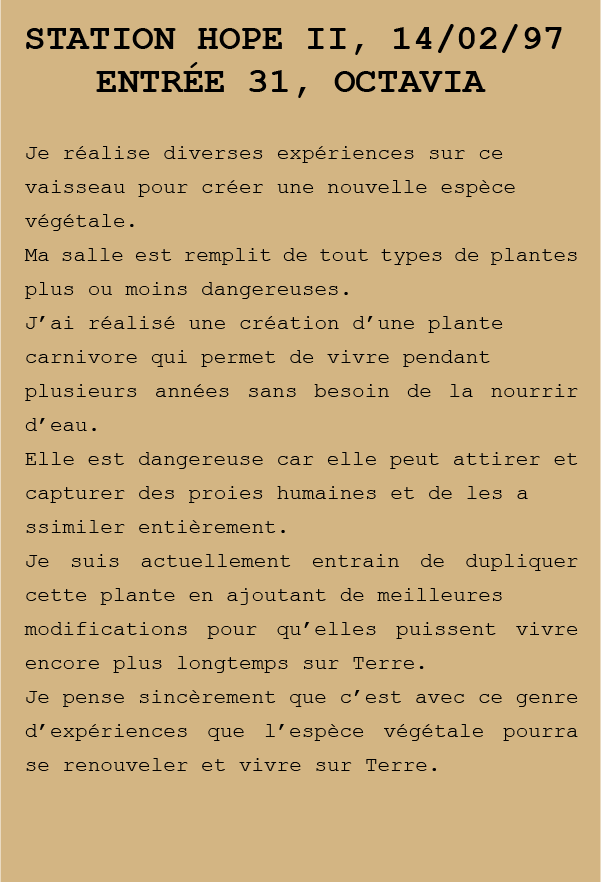 STATION HOPE II, 14/02/97
ENTRÉE 31, OCTAVIA
Je réalise diverses expériences sur ce
vaisseau pour créer une nouvelle espèce
végétale.
Ma salle est remplit de tout types de plantes
plus ou moins dangereuses.
J’ai réalisé une création d’une plante
carnivore qui permet de vivre pendant
plusieurs années sans besoin de la nourrir
d’eau.
Elle est dangereuse car elle peut attirer et
capturer des proies humaines et de les a
ssimiler entièrement.
Je suis actuellement entrain de dupliquer
cette plante en ajoutant de meilleures
modifications pour qu’elles puissent vivre
encore plus longtemps sur Terre.
Je pense sincèrement que c’est avec ce genre
d’expériences que l’espèce végétale pourra
se renouveler et vivre sur Terre.